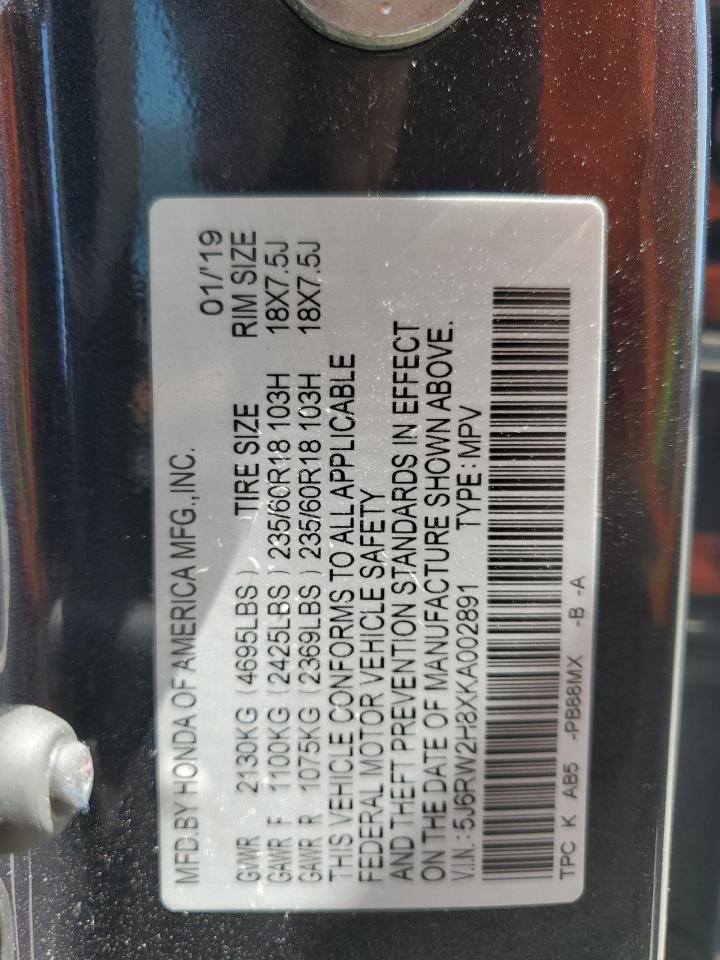 MFD.BY HONDA OF AMERICA MFG.,INC. 01/'19
GVWR 2130KG (4695LBS) TIRE SIZE RIM SIZE
GAWR F 1100KG (2425LBS) 235/60R18 103H 18X7.5J
GAWR R 1075KG (2369LBS) 235/60R18 103H 18X7.5J
THIS VEHICLE CONFORMS TO ALL APPLICABLE
FEDERAL MOTOR VEHICLE SAFETY
AND THEFT PREVENTION STANDARDS IN EFFECT
ON THE DATE OF MANUFACTURE SHOWN ABOVE.
V.I.N.: 5J6RW2H8XKA002891 TYPE: MPV
TPC K AB5 -PB88MX -B -A